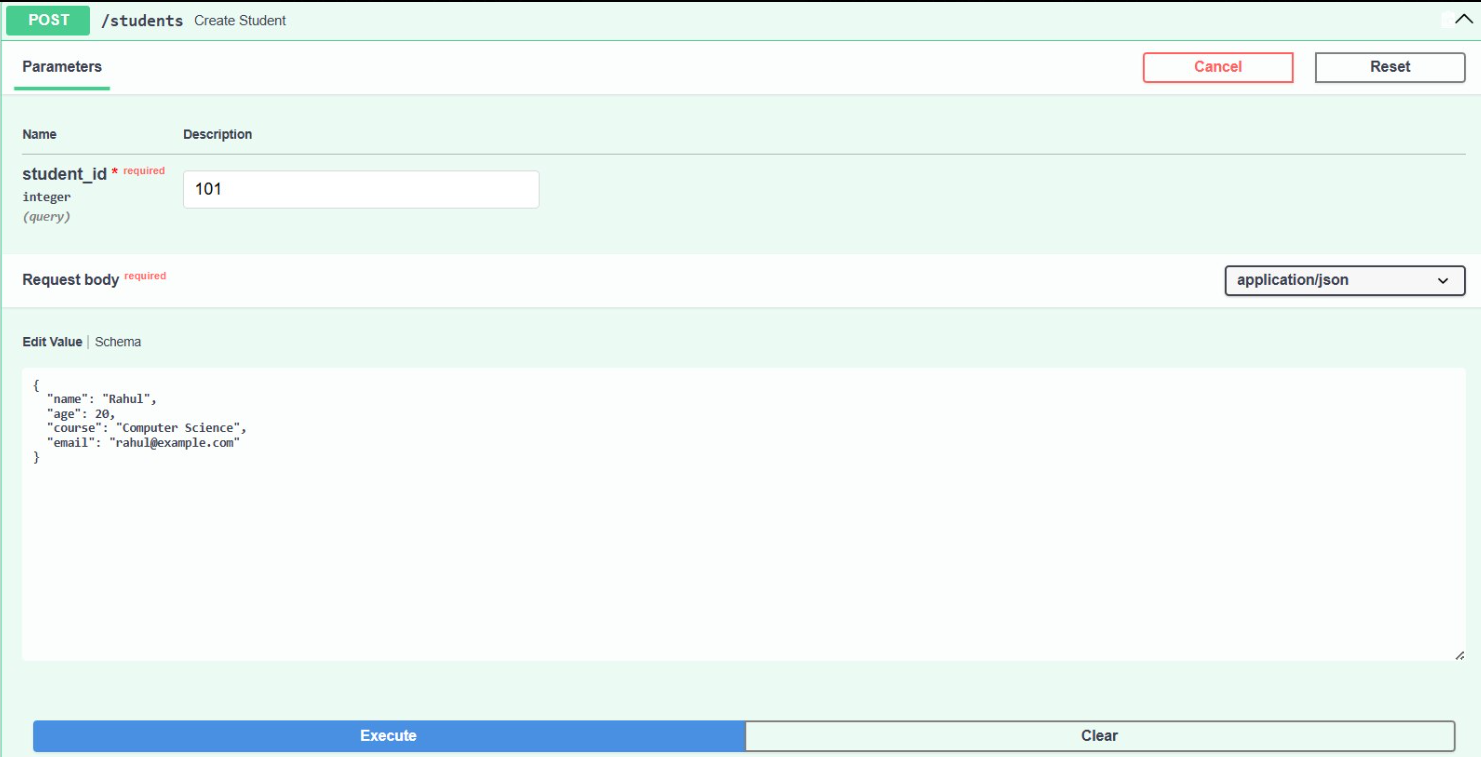 POST /students Create Student
Parameters
Cancel Reset
Name Description
student_id * required
integer
(query)
101
Request body required
application/json
Edit Value | Schema
{
  "name": "Rahul",
  "age": 20,
  "course": "Computer Science",
  "email": "rahul@example.com"
}
Execute Clear